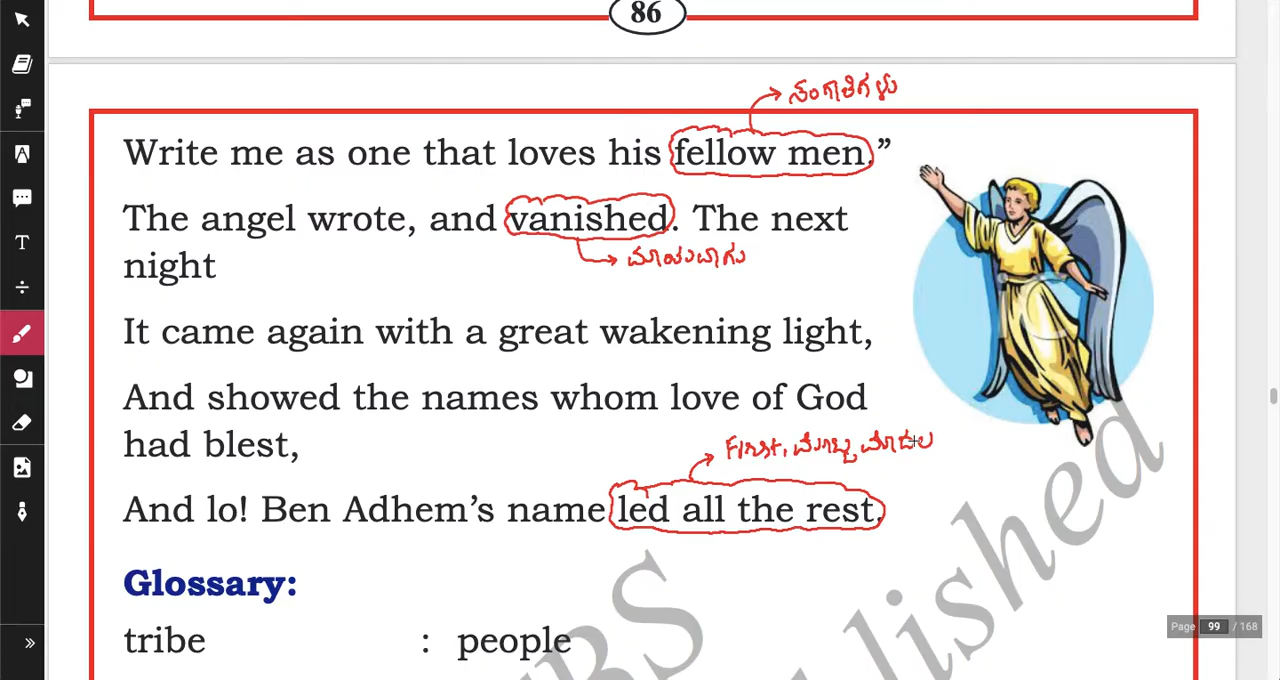 86
ಸಂಗಾತಿಗಳು
Write me as one that loves his fellow men.”
The angel wrote, and vanished. The next
ಮಾಯವಾಗು
night
It came again with a great wakening light,
And showed the names whom love of God
had blest,
First, ಮೊಟ್ಟ ಮೊದಲ
And lo! Ben Adhem’s name led all the rest.
Glossary:
tribe : people
Page 99 / 168
BS
lished